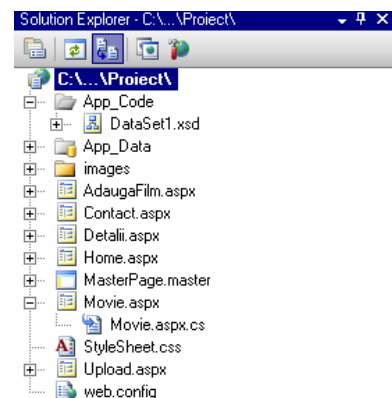 Solution Explorer - C:\...\Proiect\
C:\...\Proiect\
App_Code
DataSet1.xsd
App_Data
images
AdaugaFilm.aspx
Contact.aspx
Detalii.aspx
Home.aspx
MasterPage.master
Movie.aspx
Movie.aspx.cs
StyleSheet.css
Upload.aspx
web.config